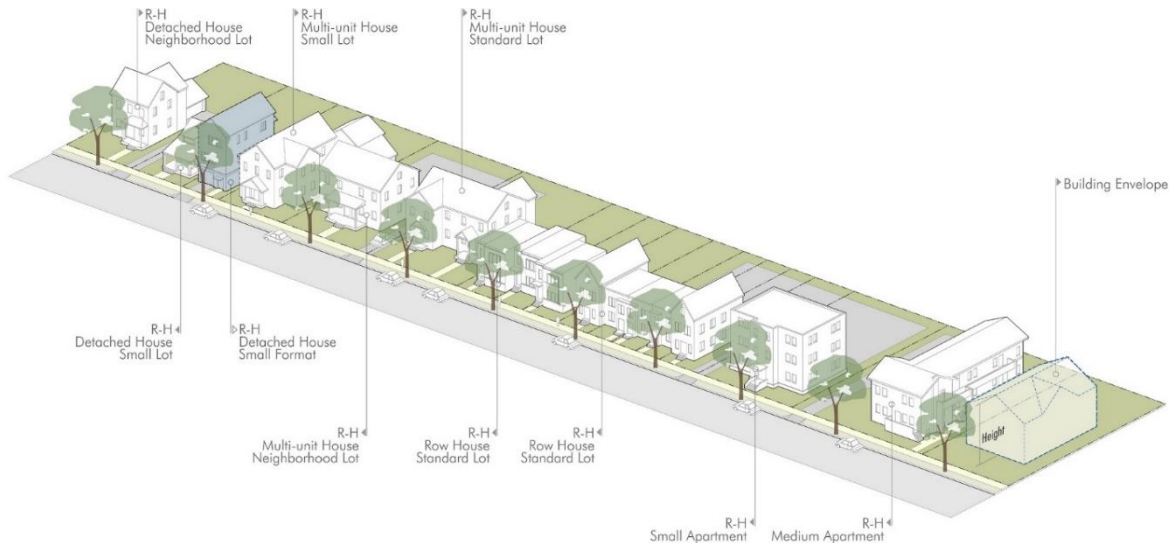 R-H
Detached House
Neighborhood Lot
R-H
Multi-unit House
Small Lot
R-H
Multi-unit House
Standard Lot
Building Envelope
R-H
Detached House
Small Lot
R-H
Detached House
Small Format
R-H
Multi-unit House
Neighborhood Lot
R-H
Row House
Standard Lot
R-H
Row House
Standard Lot
Height
R-H
Small Apartment
R-H
Medium Apartment